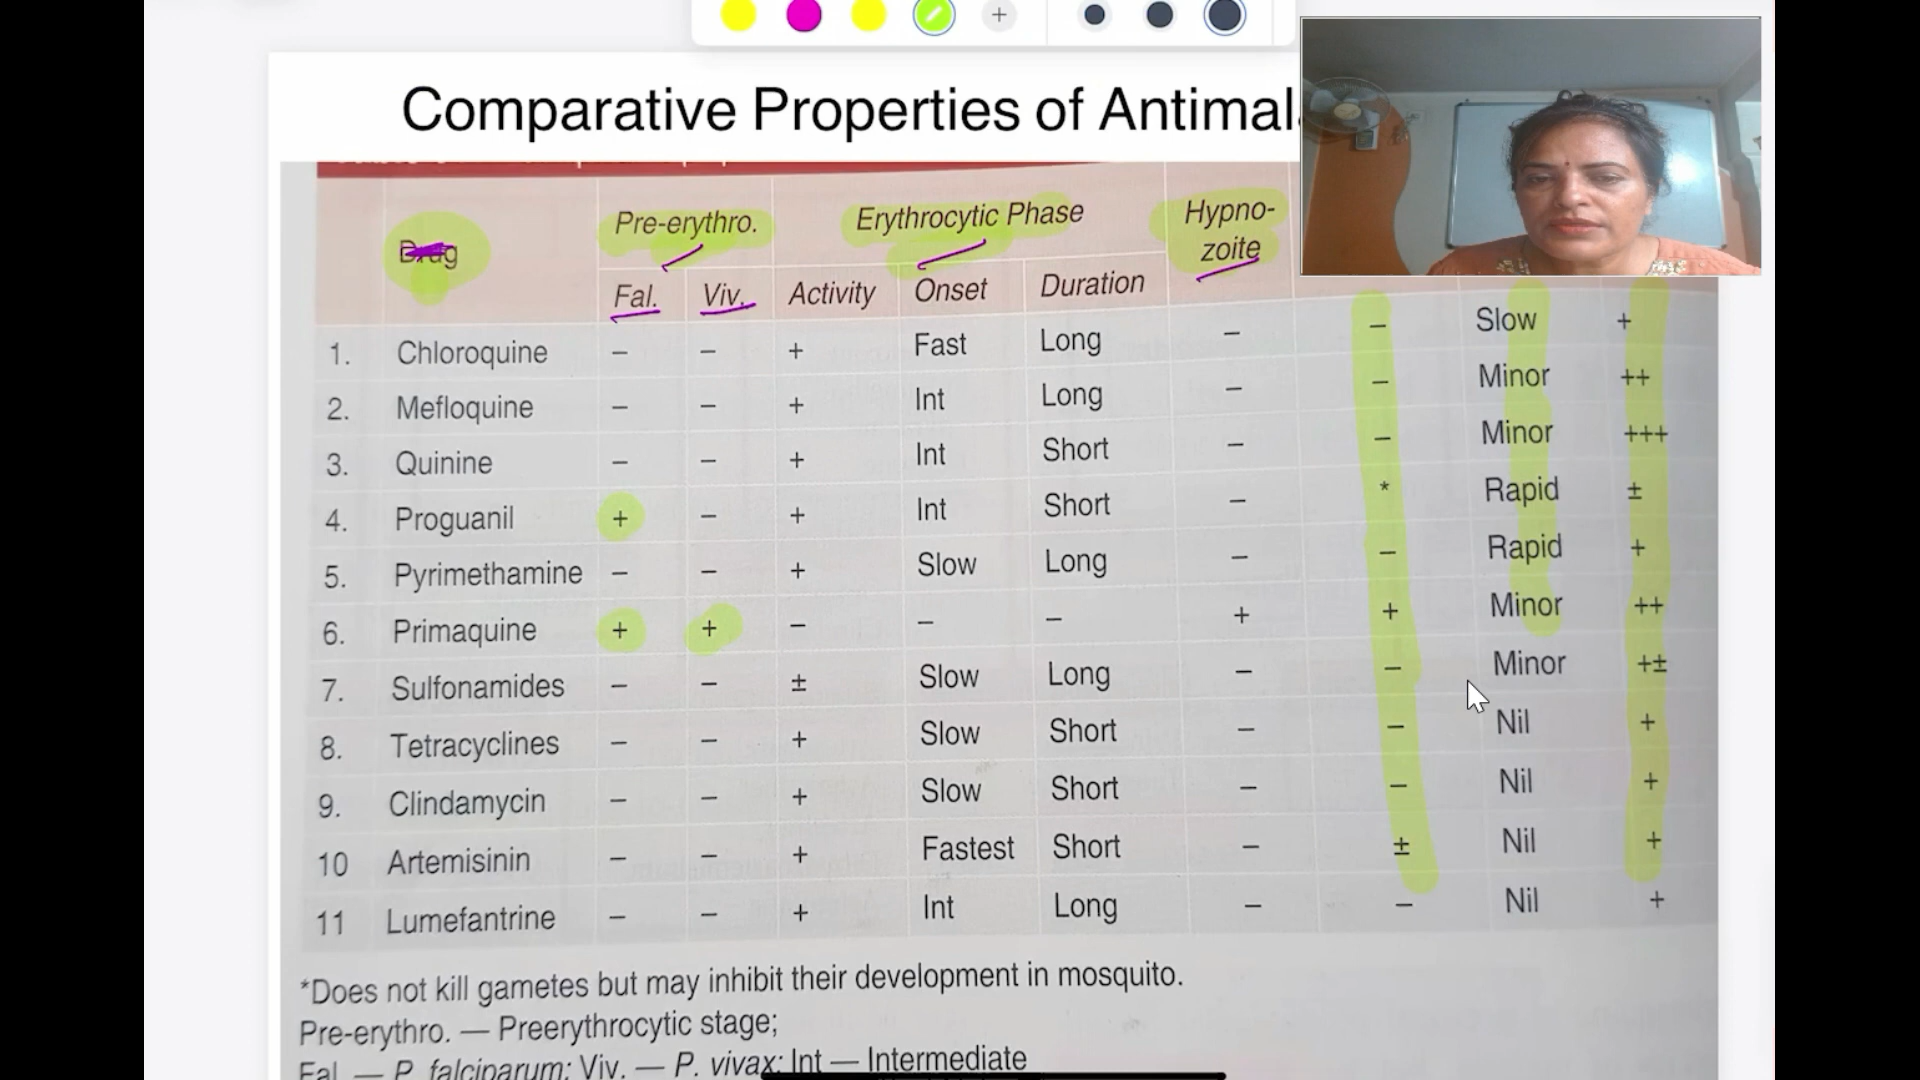 Comparative Properties of Antimal
Drug Pre-erythro. Erythrocytic Phase Hypno-
zoite
Fal. Viv. Activity Onset Duration
1. Chloroquine – – + Fast Long – – Slow +
2. Mefloquine – – + Int Long – – Minor ++
3. Quinine – – + Int Short – – Minor +++
4. Proguanil + – + Int Short – * Rapid ±
5. Pyrimethamine – – + Slow Long – – Rapid +
6. Primaquine + + – – – + + Minor ++
7. Sulfonamides – – ± Slow Long – – Minor +±
8. Tetracyclines – – + Slow Short – – Nil +
9. Clindamycin – – + Slow Short – – Nil +
10 Artemisinin – – + Fastest Short – ± Nil +
11 Lumefantrine – – + Int Long – – Nil +
*Does not kill gametes but may inhibit their development in mosquito.
Pre-erythro. — Preerythrocytic stage;
Fal. — P. falciparum; Viv. — P. vivax; Int — Intermediate